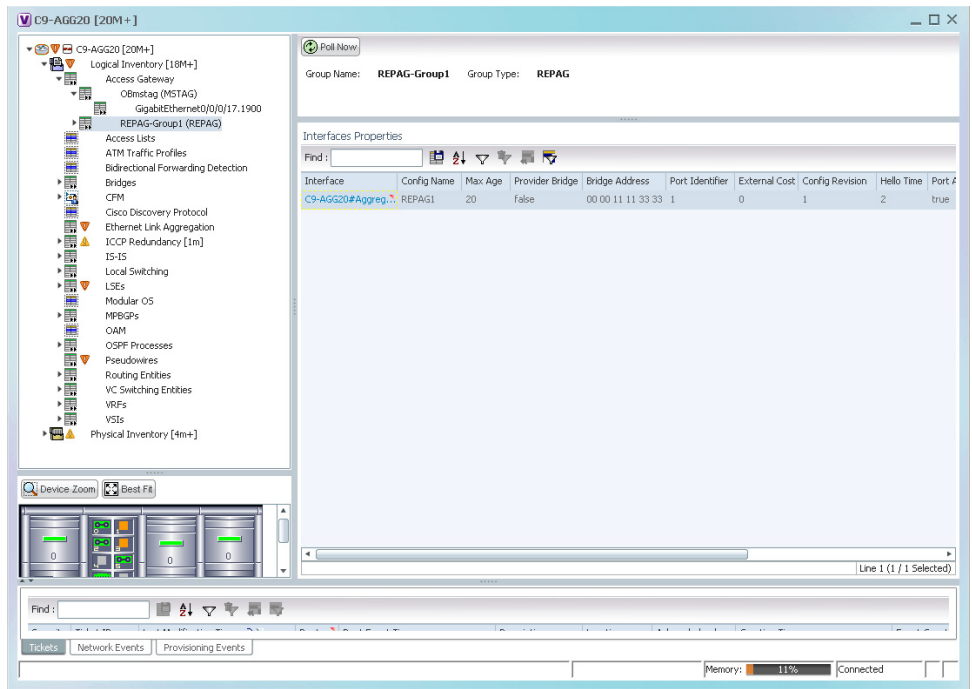 C9-AGG20 [20M+]
C9-AGG20 [20M+]
Logical Inventory [18M+]
Access Gateway
OBmstag (MSTAG)
GigabitEthernet0/0/0/17.1900
REPAG-Group1 (REPAG)
Access Lists
ATM Traffic Profiles
Bidirectional Forwarding Detection
Bridges
CFM
Cisco Discovery Protocol
Ethernet Link Aggregation
ICCP Redundancy [1m]
IS-IS
Local Switching
LSEs
Modular OS
MPBGPs
OAM
OSPF Processes
Pseudowires
Routing Entities
VC Switching Entities
VRFs
VSIs
Physical Inventory [4m+]
Device Zoom Best Fit
0 0 0
Poll Now
Group Name: REPAG-Group1 Group Type: REPAG
Interfaces Properties
Find :
Interface Config Name Max Age Provider Bridge Bridge Address Port Identifier External Cost Config Revision Hello Time Port A
C9-AGG20#Aggreg... REPAG1 20 false 00 00 11 11 33 33 1 0 1 2 true
Line 1 (1 / 1 Selected)
Find :
Tickets Network Events Provisioning Events
Memory: 11% Connected